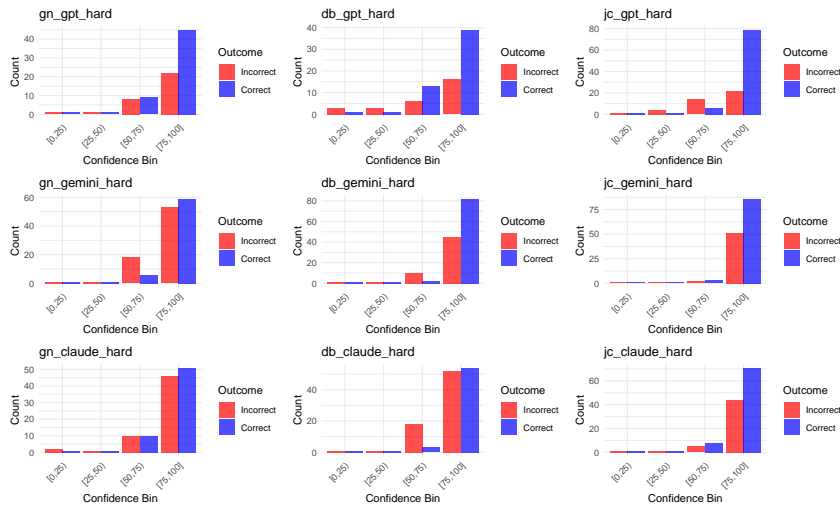 gn_gpt_hard
Count
40
20
10
0
[0,25)
[25,50)
[50,75)
[75,100]
Confidence Bin
Outcome
Incorrect
Correct
db_gpt_hard
Count
40
30
20
10
0
[0,25)
[25,50)
[50,75)
[75,100]
Confidence Bin
Outcome
Incorrect
Correct
jc_gpt_hard
Count
80
60
40
20
0
[0,25)
[25,50)
[50,75)
[75,100]
Confidence Bin
Outcome
Incorrect
Correct
gn_gemini_hard
Count
60
40
20
0
[0,25)
[25,50)
[50,75)
[75,100]
Confidence Bin
Outcome
Incorrect
Correct
db_gemini_hard
Count
80
60
40
20
0
[0,25)
[25,50)
[50,75)
[75,100]
Confidence Bin
Outcome
Incorrect
Correct
jc_gemini_hard
Count
75
50
25
0
[0,25)
[25,50)
[50,75)
[75,100]
Confidence Bin
Outcome
Incorrect
Correct
gn_claude_hard
Count
50
40
30
20
10
0
[0,25)
[25,50)
[50,75)
[75,100]
Confidence Bin
Outcome
Incorrect
Correct
db_claude_hard
Count
40
20
0
[0,25)
[25,50)
[50,75)
[75,100]
Confidence Bin
Outcome
Incorrect
Correct
jc_claude_hard
Count
60
40
20
0
[0,25)
[25,50)
[50,75)
[75,100]
Confidence Bin
Outcome
Incorrect
Correct